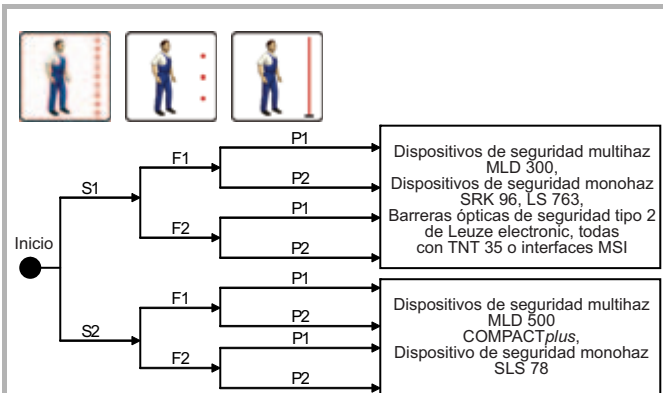 P1
Dispositivos de seguridad multihaz
MLD 300,
F1
P2
Dispositivos de seguridad monohaz
S1
SRK 96, LS 763,
P1
Barreras ópticas de seguridad tipo 2
F2
de Leuze electronic, todas
Inicio
P2
con TNT 35 o interfaces MSI
P1
F1
Dispositivos de seguridad multihaz
P2
MLD 500
S2
COMPACTplus,
P1
F2
Dispositivo de seguridad monohaz
SLS 78
P2